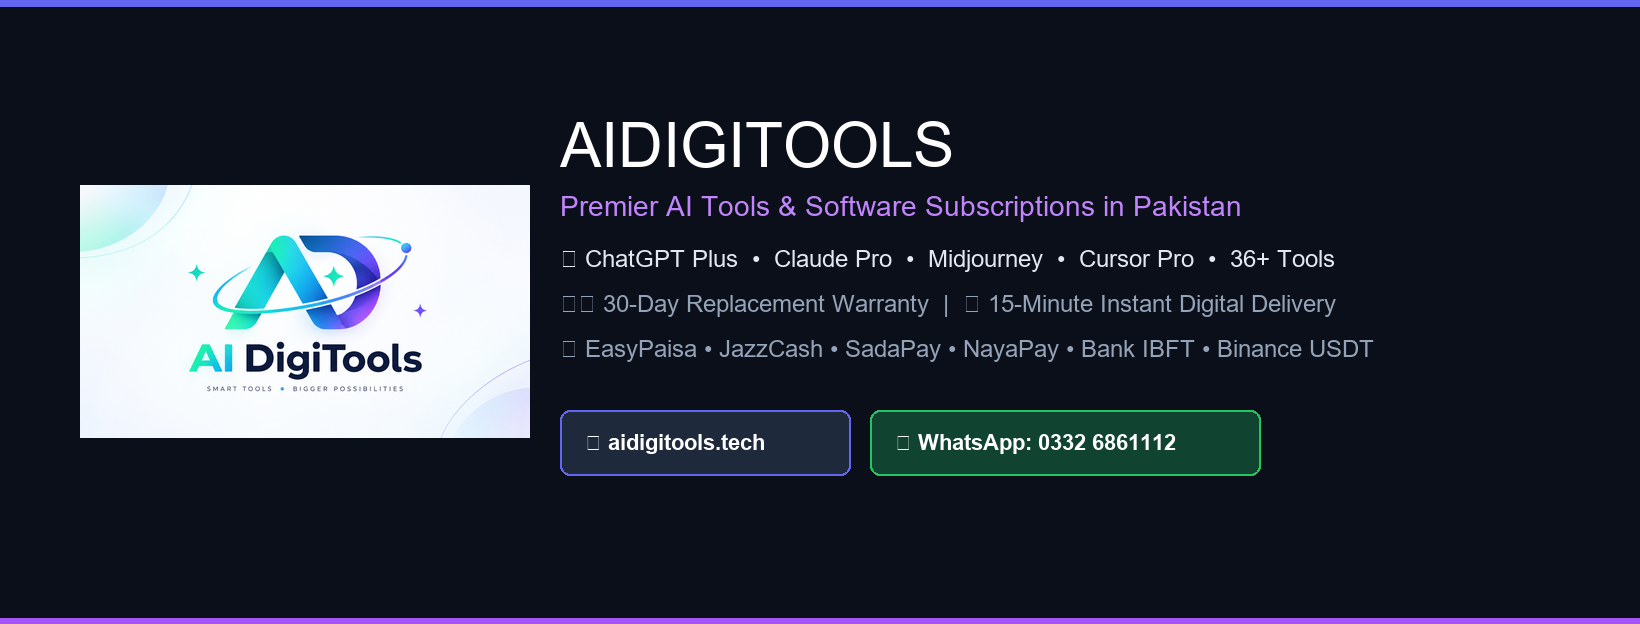 AIDIGITOOLS
Premier AI Tools & Software Subscriptions in Pakistan
ChatGPT Plus • Claude Pro • Midjourney • Cursor Pro • 36+ Tools
30-Day Replacement Warranty | 15-Minute Instant Digital Delivery
EasyPaisa • JazzCash • SadaPay • NayaPay • Bank IBFT • Binance USDT
aidigitools.tech
WhatsApp: 0332 6861112
AI DigiTools
SMART TOOLS • BIGGER POSSIBILITIES